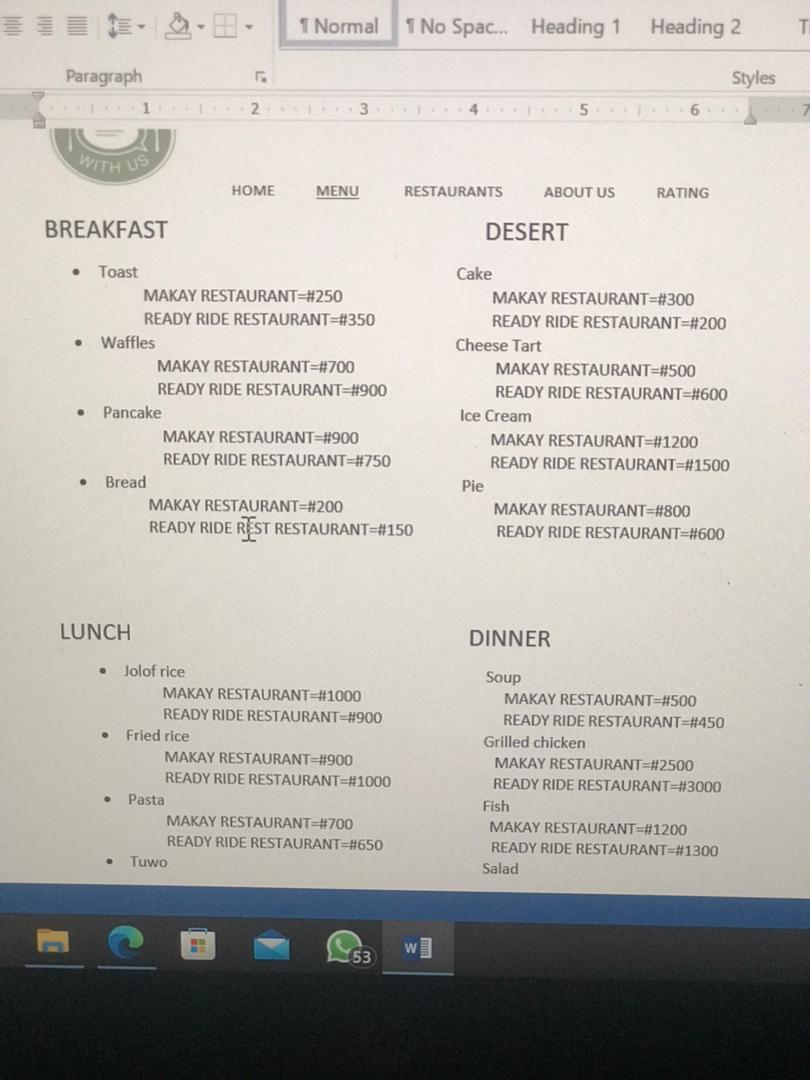 ¶ Normal
¶ No Spac...
Heading 1
Heading 2
Paragraph
Styles
1 2 3 4 5 6 7
WITH US
HOME MENU RESTAURANTS ABOUT US RATING
BREAKFAST
• Toast
MAKAY RESTAURANT=#250
READY RIDE RESTAURANT=#350
• Waffles
MAKAY RESTAURANT=#700
READY RIDE RESTAURANT=#900
• Pancake
MAKAY RESTAURANT=#900
READY RIDE RESTAURANT=#750
• Bread
MAKAY RESTAURANT=#200
READY RIDE REST RESTAURANT=#150
DESERT
Cake
MAKAY RESTAURANT=#300
READY RIDE RESTAURANT=#200
Cheese Tart
MAKAY RESTAURANT=#500
READY RIDE RESTAURANT=#600
Ice Cream
MAKAY RESTAURANT=#1200
READY RIDE RESTAURANT=#1500
Pie
MAKAY RESTAURANT=#800
READY RIDE RESTAURANT=#600
LUNCH
• Jolof rice
MAKAY RESTAURANT=#1000
READY RIDE RESTAURANT=#900
• Fried rice
MAKAY RESTAURANT=#900
READY RIDE RESTAURANT=#1000
• Pasta
MAKAY RESTAURANT=#700
READY RIDE RESTAURANT=#650
• Tuwo
DINNER
Soup
MAKAY RESTAURANT=#500
READY RIDE RESTAURANT=#450
Grilled chicken
MAKAY RESTAURANT=#2500
READY RIDE RESTAURANT=#3000
Fish
MAKAY RESTAURANT=#1200
READY RIDE RESTAURANT=#1300
Salad
53
W